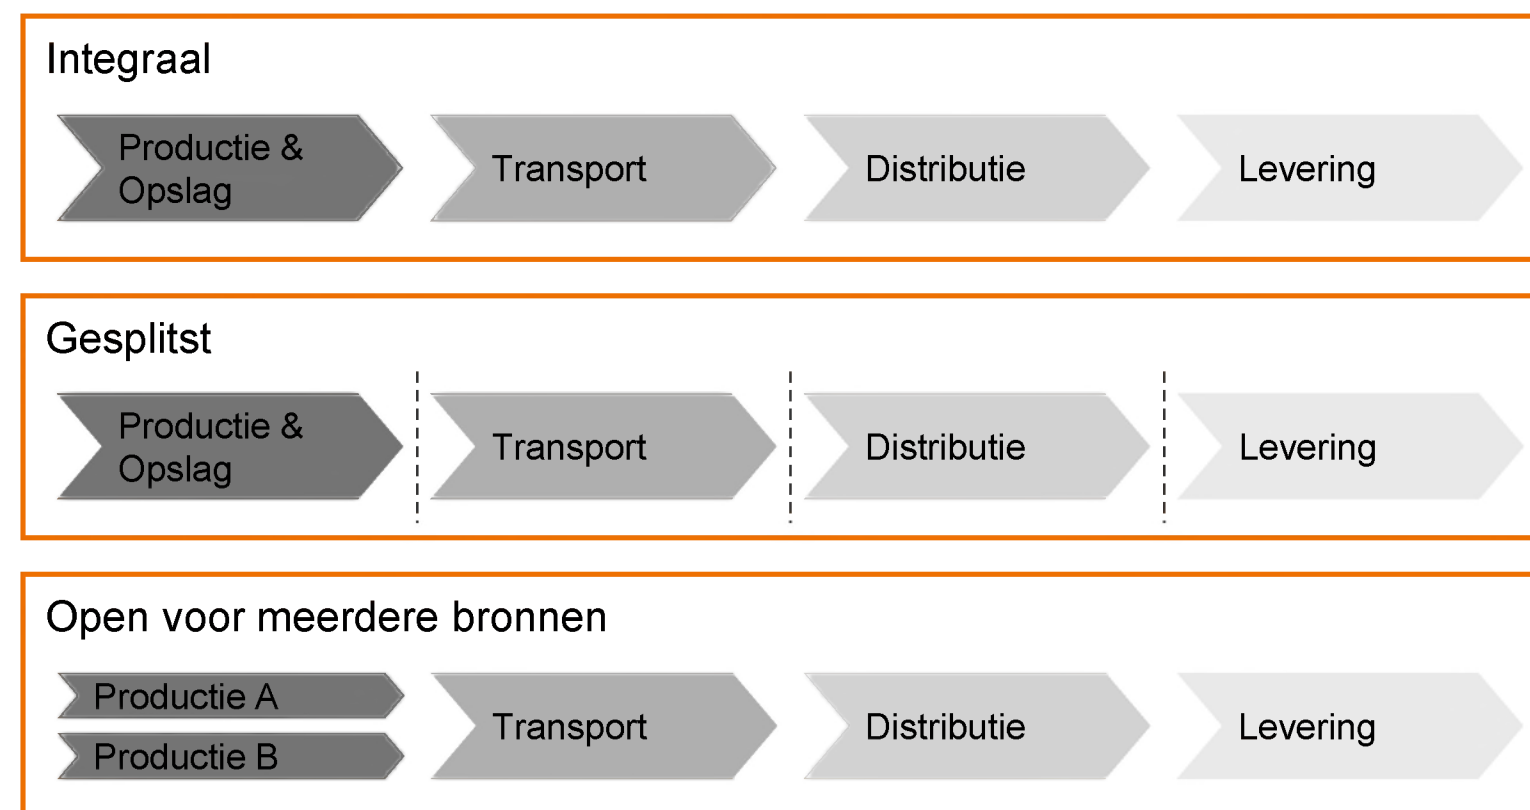 Integraal
Productie &
Opslag
Transport
Distributie
Levering
Gesplitst
Productie &
Opslag
Transport
Distributie
Levering
Open voor meerdere bronnen
Productie A
Productie B
Transport
Distributie
Levering